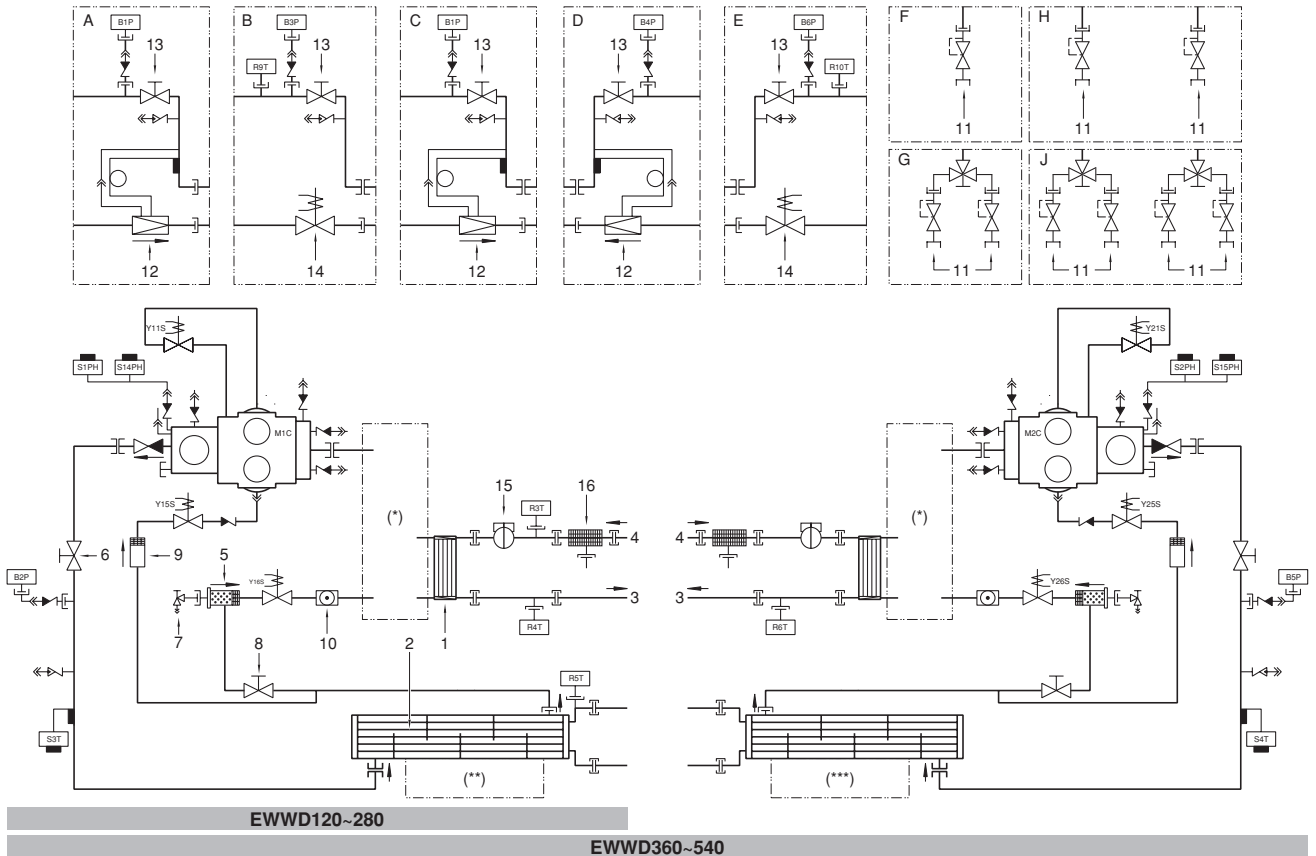 A B C D E F H
B1P B3P B1P B4P B6P
13 13 13 13 13
R9T R10T
11 11 11
G J
12 14 12 12 14
11 11 11
Y11S Y21S
S1PH S14PH S2PH S15PH
M1C M2C
Y15S 15 R3T 16 Y25S
(*) (*)
4 4
6 9 5
B2P Y16S Y26S B5P
3 3
7 10 1 R4T R6T
8 2
R5T
S3T S4T
(**) (***)
EWWD120~280
EWWD360~540